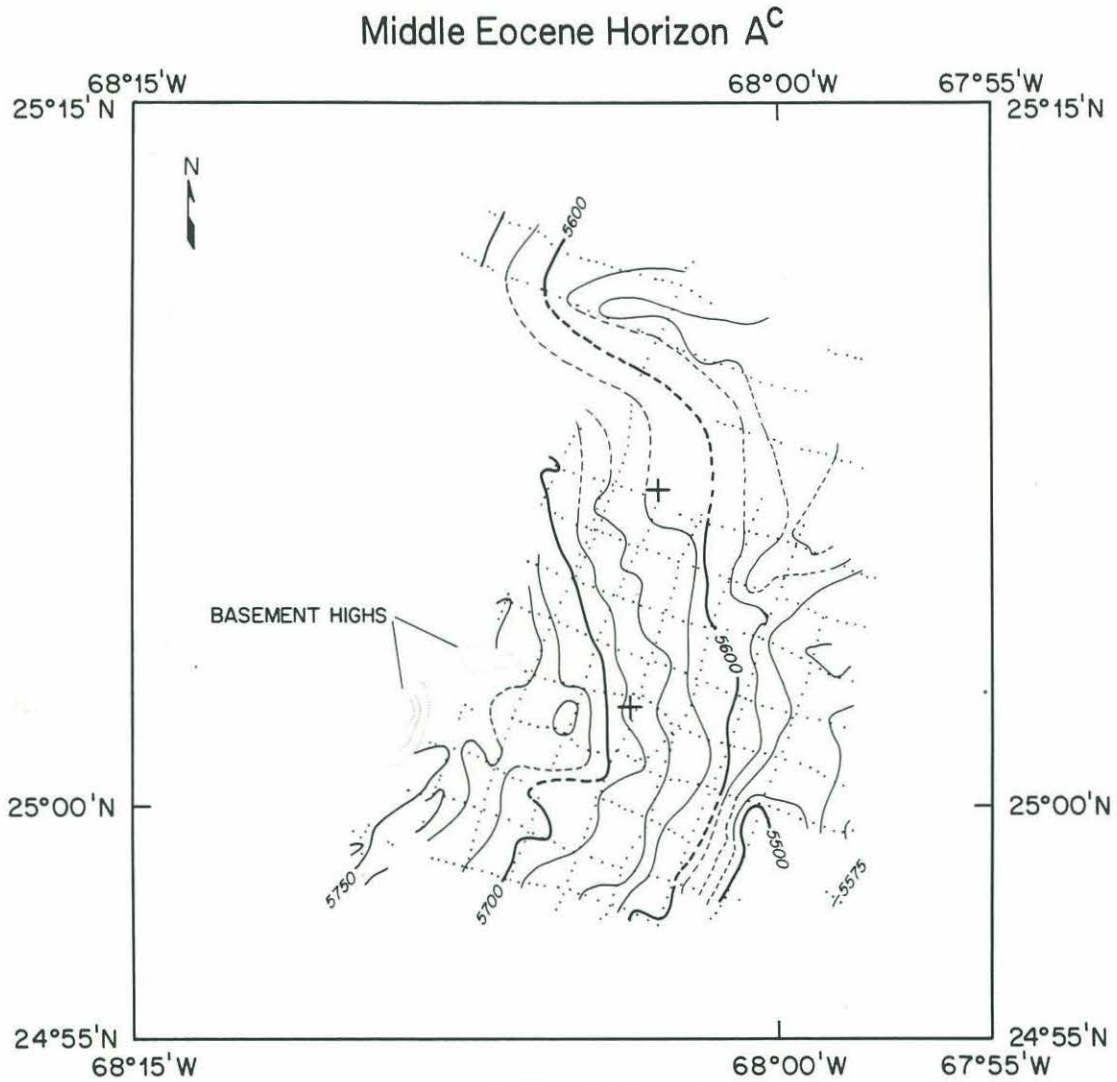 Middle Eocene Horizon Aᶜ
68°15'W 68°00'W 67°55'W
25°15'N 25°15'N
N
5600
BASEMENT HIGHS
5600
25°00'N 25°00'N
5500
5750 5700 5575
24°55'N 24°55'N
68°15'W 68°00'W 67°55'W